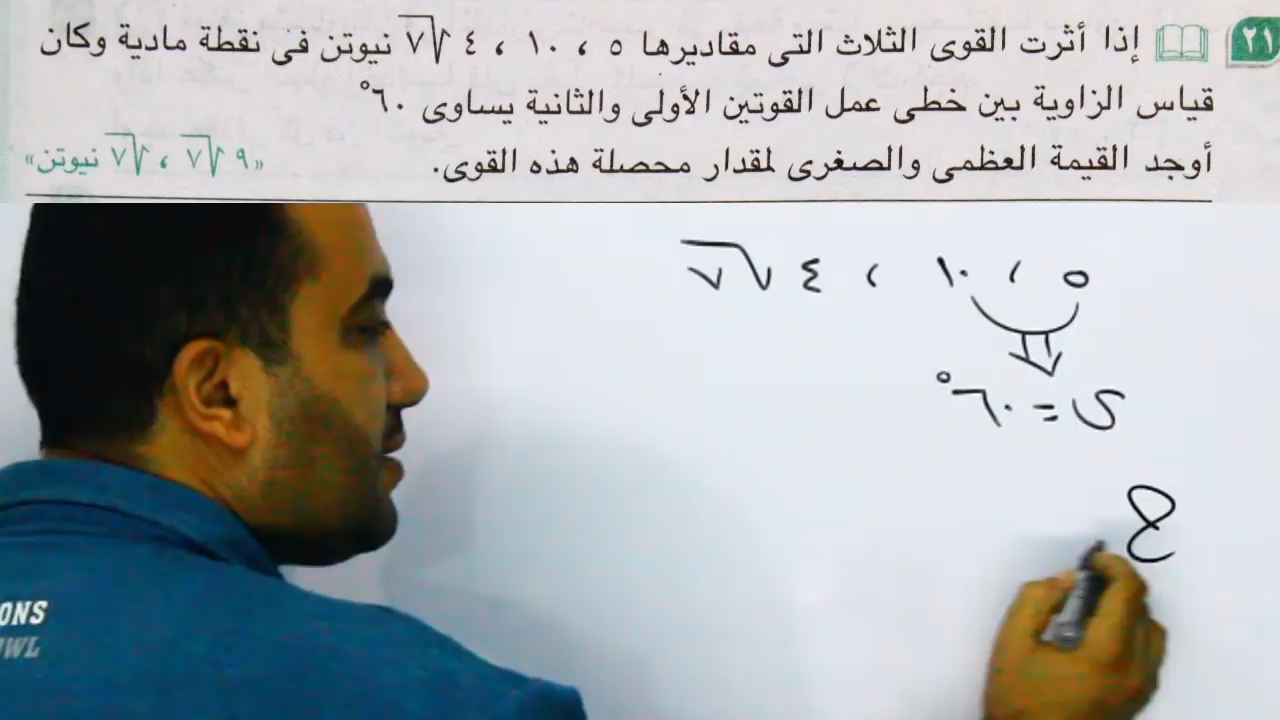 ٢١ إذا أثرت القوى الثلاث التى مقاديرها ٥ ، ١٠ ، ٤ √٧ نيوتن فى نقطة مادية وكان
قياس الزاوية بين خطى عمل القوتين الأولى والثانية يساوى ٦٠°
أوجد القيمة العظمى والصغرى لمقدار محصلة هذه القوى. «٩ √٧ ، √٧ نيوتن»
٥ ، ١٠ ، ٤ √٧
ى = ٦٠°
ح
ONS